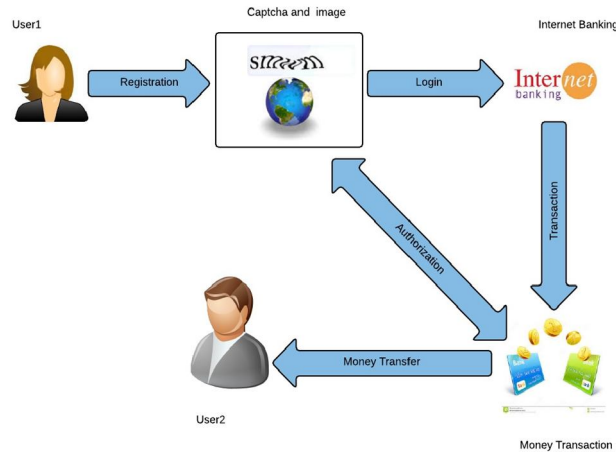 Captcha and image
User1
Internet Banking
Registration
Login
Internet
banking
Transaction
Authorization
Money Transfer
User2
Money Transaction